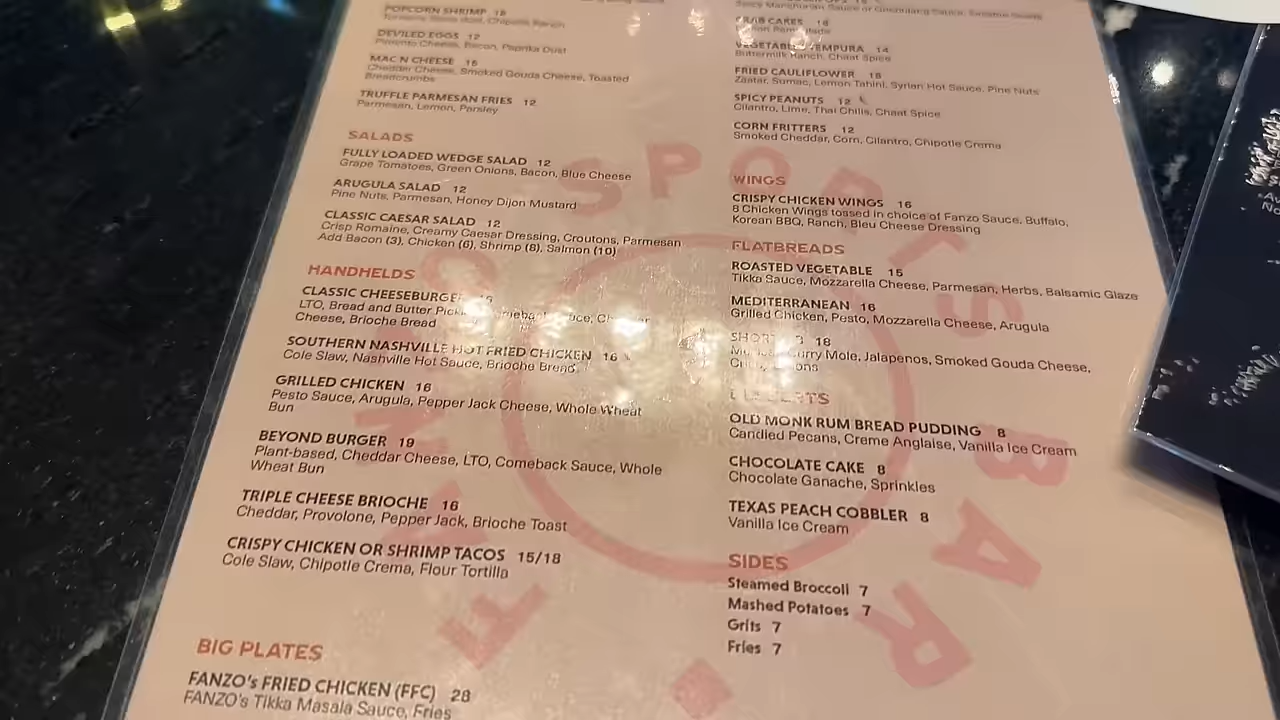 POPCORN SHRIMP 18
DEVILED EGGS 12
Pimento Cheese, Bacon, Paprika Dust
MAC N CHEESE 16
Cheddar Cheese, Smoked Gouda Cheese, Toasted
Breadcrumbs
TRUFFLE PARMESAN FRIES 12
Parmesan, Lemon, Parsley
SALADS
FULLY LOADED WEDGE SALAD 12
Grape Tomatoes, Green Onions, Bacon, Blue Cheese
ARUGULA SALAD 12
Pine Nuts, Parmesan, Honey Dijon Mustard
CLASSIC CAESAR SALAD 12
Crisp Romaine, Creamy Caesar Dressing, Croutons, Parmesan
Add Bacon (3), Chicken (6), Shrimp (8), Salmon (10)
HANDHELDS
CLASSIC CHEESEBURGER
LTO, Bread and Butter
Cheese, Brioche Bread
SOUTHERN NASHVILLE HOT FRIED CHICKEN 16
Cole Slaw, Nashville Hot Sauce, Brioche Bread
GRILLED CHICKEN 16
Pesto Sauce, Arugula, Pepper Jack Cheese, Whole Wheat
Bun
BEYOND BURGER 19
Plant-based, Cheddar Cheese, LTO, Comeback Sauce, Whole
Wheat Bun
TRIPLE CHEESE BRIOCHE 16
Cheddar, Provolone, Pepper Jack, Brioche Toast
CRISPY CHICKEN OR SHRIMP TACOS 15/18
Cole Slaw, Chipotle Crema, Flour Tortilla
BIG PLATES
FANZO's FRIED CHICKEN (FFC) 28
FANZO's Tikka Masala Sauce, Fries
CRAB CAKES 18
VEGETABLE TEMPURA 14
Buttermilk Ranch, Chaat Spice
FRIED CAULIFLOWER 18
Zaatar, Sumac, Lemon Tahini, Syrian Hot Sauce, Pine Nuts
SPICY PEANUTS 12
Cilantro, Lime, Thai Chilis, Chaat Spice
CORN FRITTERS 12
Smoked Cheddar, Corn, Cilantro, Chipotle Crema
WINGS
CRISPY CHICKEN WINGS 16
8 Chicken Wings tossed in choice of Fanzo Sauce, Buffalo,
Korean BBQ, Ranch, Bleu Cheese Dressing
FLATBREADS
ROASTED VEGETABLE 15
Tikka Sauce, Mozzarella Cheese, Parmesan, Herbs, Balsamic Glaze
MEDITERRANEAN 16
Grilled Chicken, Pesto, Mozzarella Cheese, Arugula
18
Curry Mole, Jalapenos, Smoked Gouda Cheese,
DESSERTS
OLD MONK RUM BREAD PUDDING 8
Candied Pecans, Creme Anglaise, Vanilla Ice Cream
CHOCOLATE CAKE 8
Chocolate Ganache, Sprinkles
TEXAS PEACH COBBLER 8
Vanilla Ice Cream
SIDES
Steamed Broccoli 7
Mashed Potatoes 7
Grits 7
Fries 7
SPORTS BAR